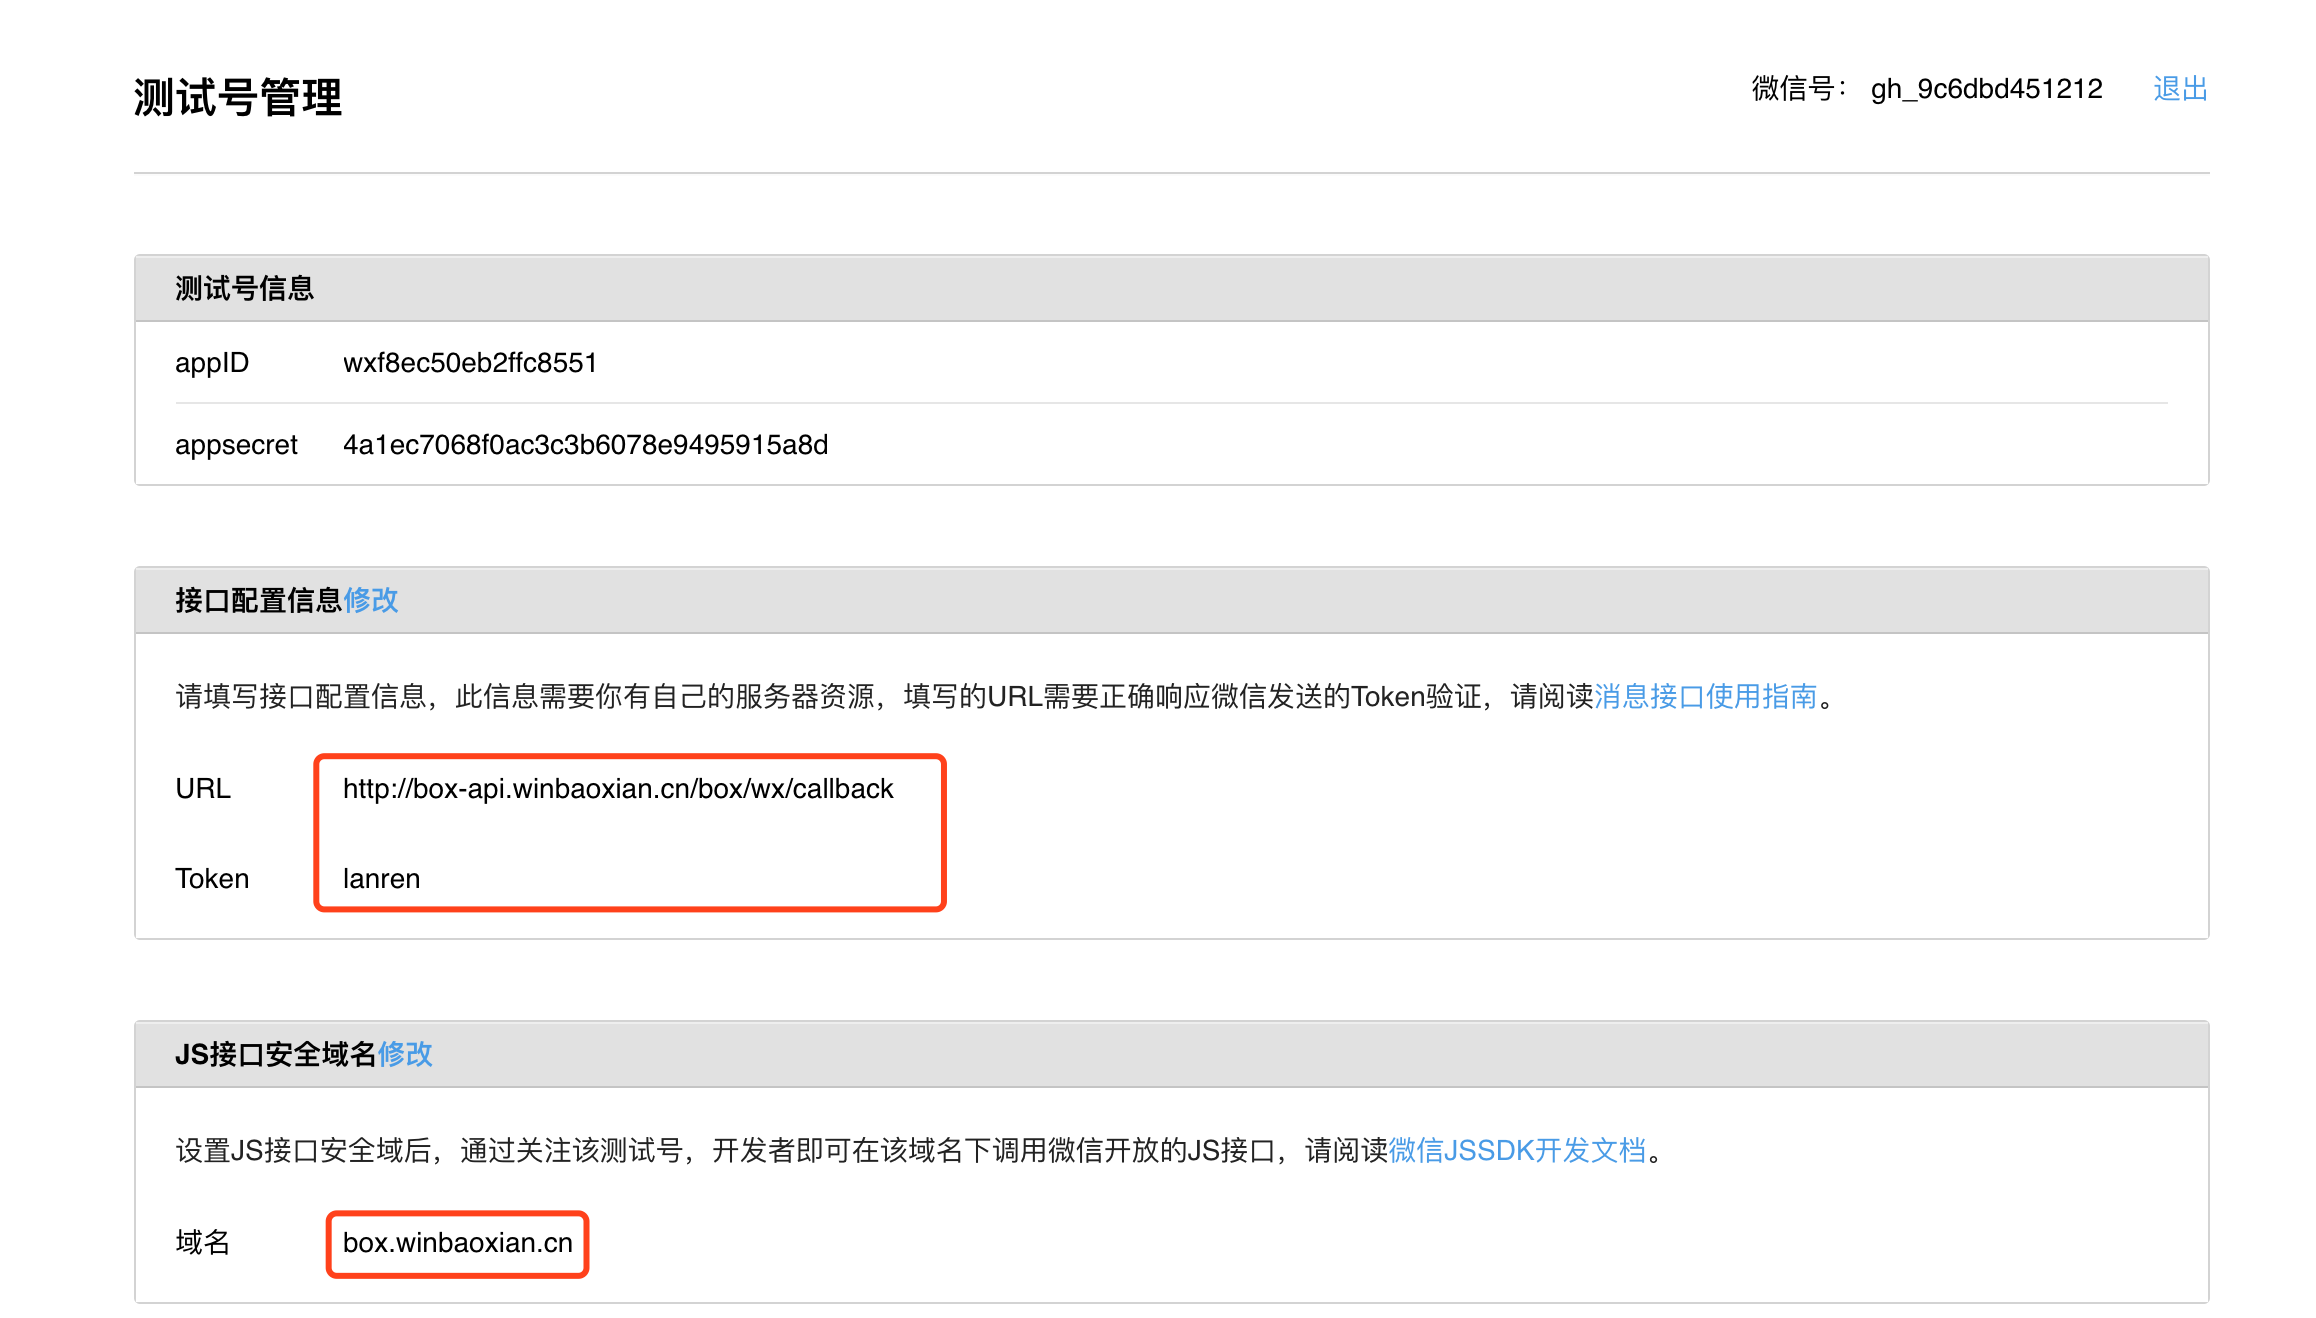 测试号管理
微信号： gh_9c6dbd451212 退出
测试号信息
appID wxf8ec50eb2ffc8551
appsecret 4a1ec7068f0ac3c3b6078e9495915a8d
接口配置信息修改
请填写接口配置信息，此信息需要你有自己的服务器资源，填写的URL需要正确响应微信发送的Token验证，请阅读消息接口使用指南。
URL http://box-api.winbaoxian.cn/box/wx/callback
Token lanren
JS接口安全域名修改
设置JS接口安全域后，通过关注该测试号，开发者即可在该域名下调用微信开放的JS接口，请阅读微信JSSDK开发文档。
域名 box.winbaoxian.cn